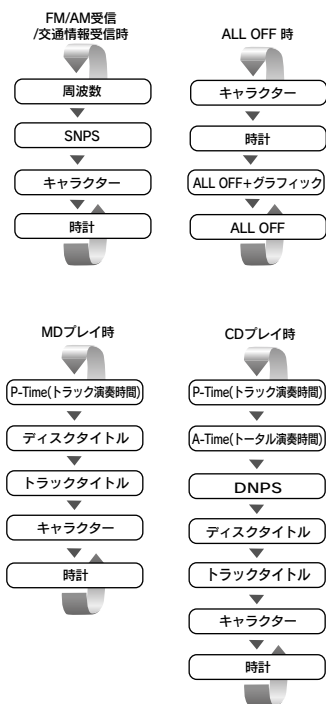 FM/AM受信
/交通情報受信時
周波数
SNPS
キャラクター
時計
ALL OFF 時
キャラクター
時計
ALL OFF+グラフィック
ALL OFF
MDプレイ時
P-Time(トラック演奏時間)
ディスクタイトル
トラックタイトル
キャラクター
時計
CDプレイ時
P-Time(トラック演奏時間)
A-Time(トータル演奏時間)
DNPS
ディスクタイトル
トラックタイトル
キャラクター
時計